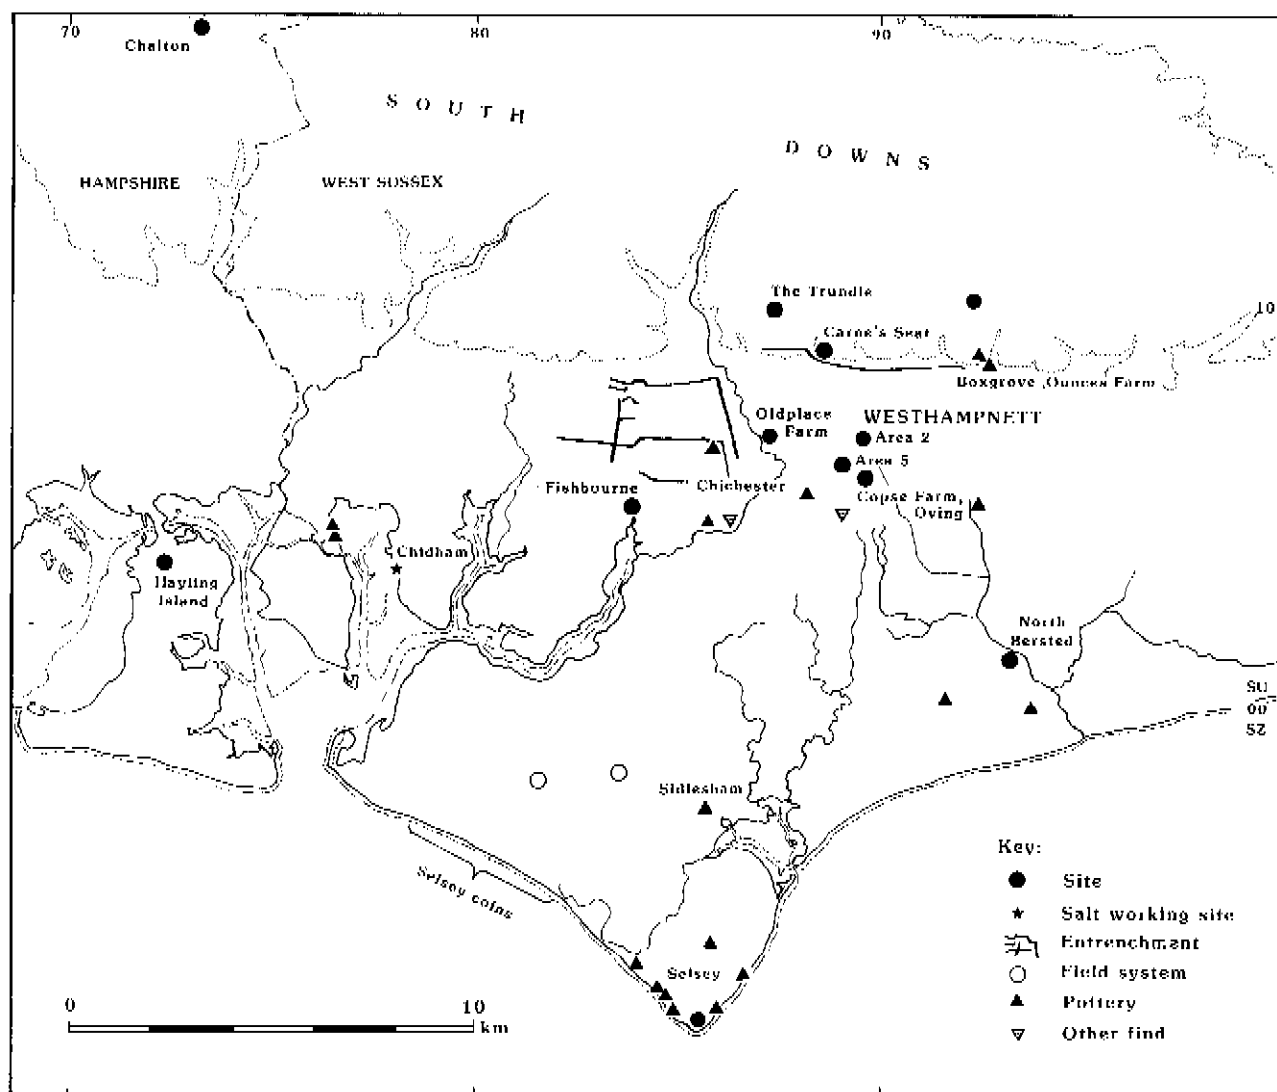 70
80
90
Chalton
SOUTH
DOWNS
HAMPSHIRE
WEST SUSSEX
The Trundle
10
Carne's Seat
Boxgrove Ounces Farm
Oldplace
Farm
WESTHAMPNETT
Area 2
Area 5
Fishbourne
Chichester
Copse Farm,
Oving
Chidham
Hayling
Island
North
Bersted
SU
00
SZ
Sidlesham
Selsey coins
Selsey
Key:
Site
Salt working site
Entrenchment
Field system
Pottery
Other find
0
10
km